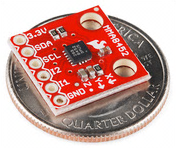 3.3V
SDA
SCL
I2
I1
GND
MMA8452
X
Y
Z
QUARTER DOLLAR